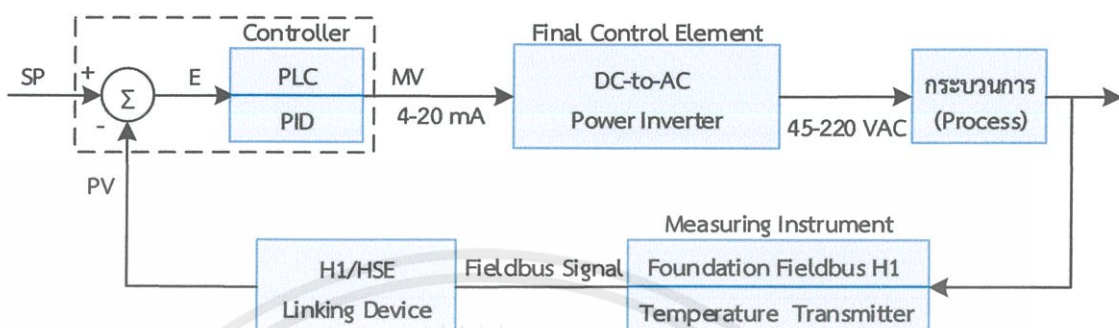 Controller
Final Control Element
SP
+
Σ
-
E
PLC
PID
MV
4-20 mA
DC-to-AC
Power Inverter
45-220 VAC
กระบวนการ
(Process)
PV
Measuring Instrument
H1/HSE
Linking Device
Fieldbus Signal
Foundation Fieldbus H1
Temperature Transmitter